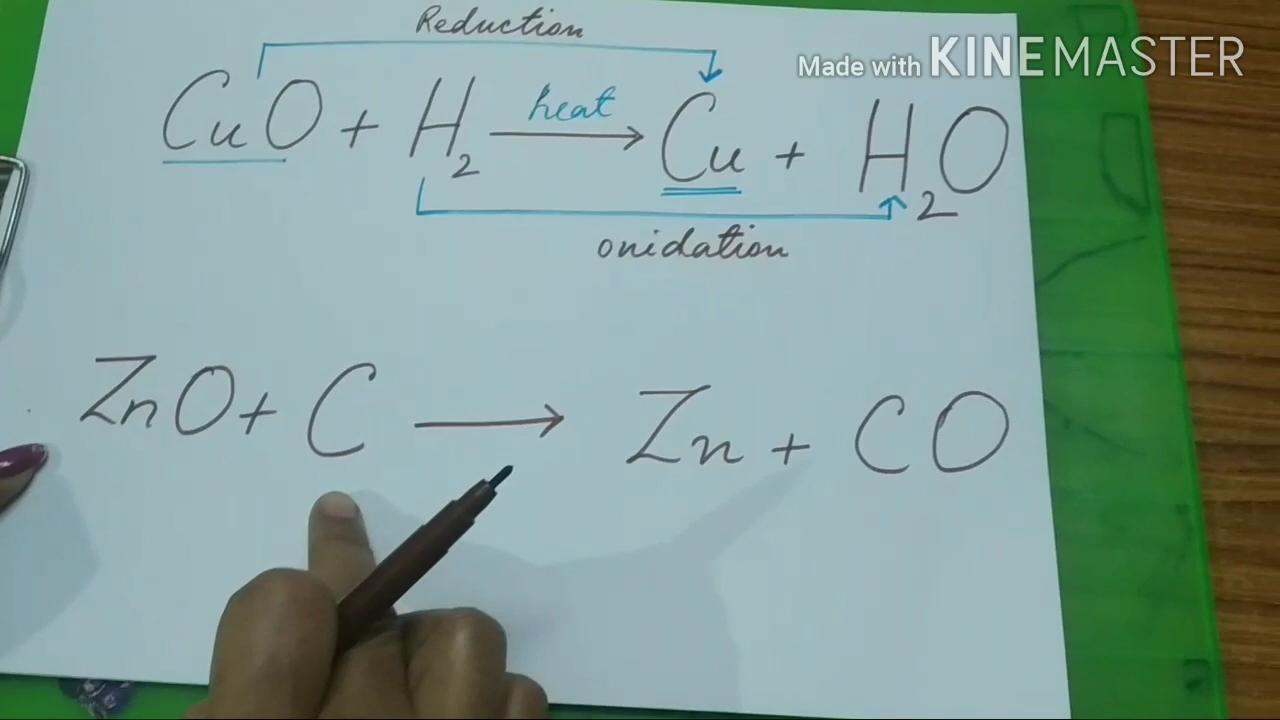 Reduction
Made with KINEMASTER
CuO + H₂ heat → Cu + H₂O
onidation
ZnO + C → Zn + CO